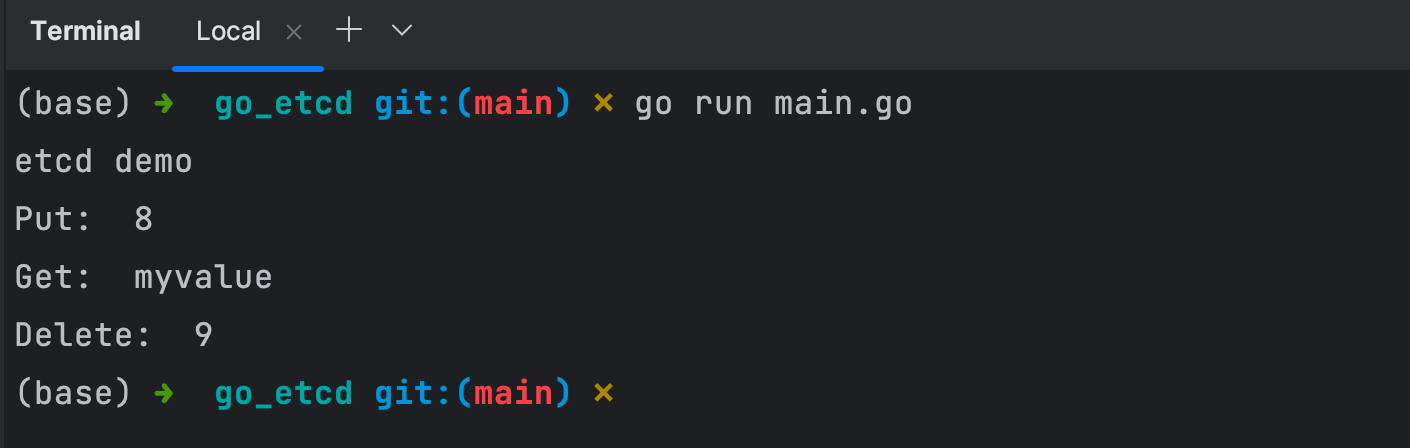 Terminal Local × + ⌄
(base) ➜ go_etcd git:(main) ✗ go run main.go
etcd demo
Put:  8
Get:  myvalue
Delete:  9
(base) ➜ go_etcd git:(main) ✗